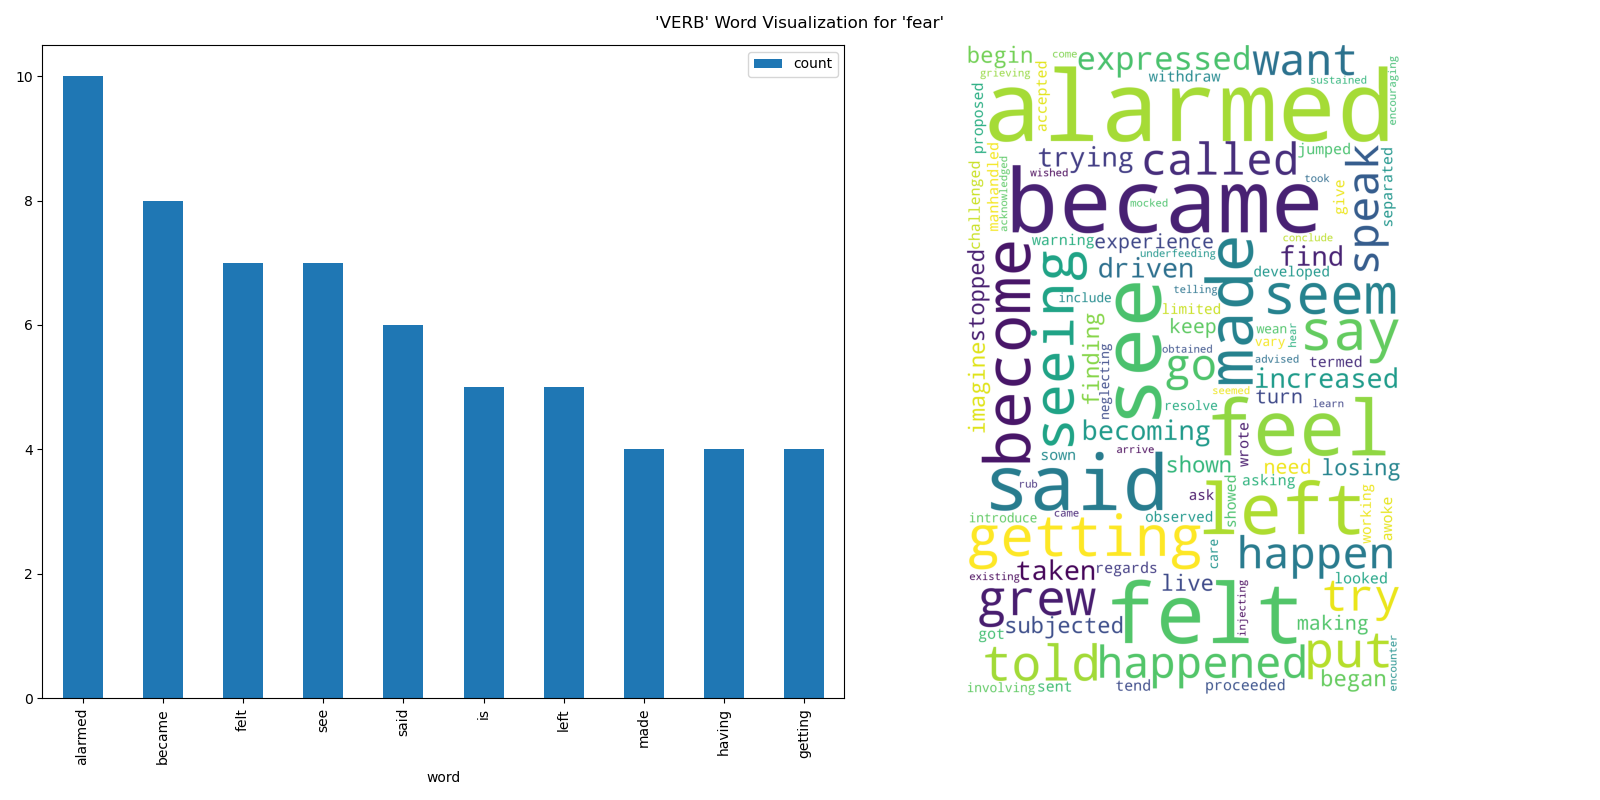 'VERB' Word Visualization for 'fear'
count
10
8
6
4
2
0
alarmed
became
felt
see
said
is
left
made
having
getting
word
begin
come
expressed
want
grieving
withdraw
sustained
encouraging
accepted
alarmed
proposed
manhandled
trying
called
jumped
speak
separated
acknowledged
wished
took
challenged
became
mocked
give
warning
experience
conclude
underfeeding
find
driven
developed
stopped
become
seeing
see
made
telling
include
limited
seem
keep
wean
hear
say
vary
obtained
finding
go
advised
termed
imagine
neglecting
increased
seemed
turn
learn
resolve
feel
becoming
wrote
arrive
sown
shown
need
losing
said
rub
asking
ask
showed
left
working
awoke
introduce
came
observed
getting
care
happen
existing
taken
regards
looked
live
grew
felt
injecting
try
subjected
making
got
told
happened
put
encounter
began
involving
sent
tend
proceeded